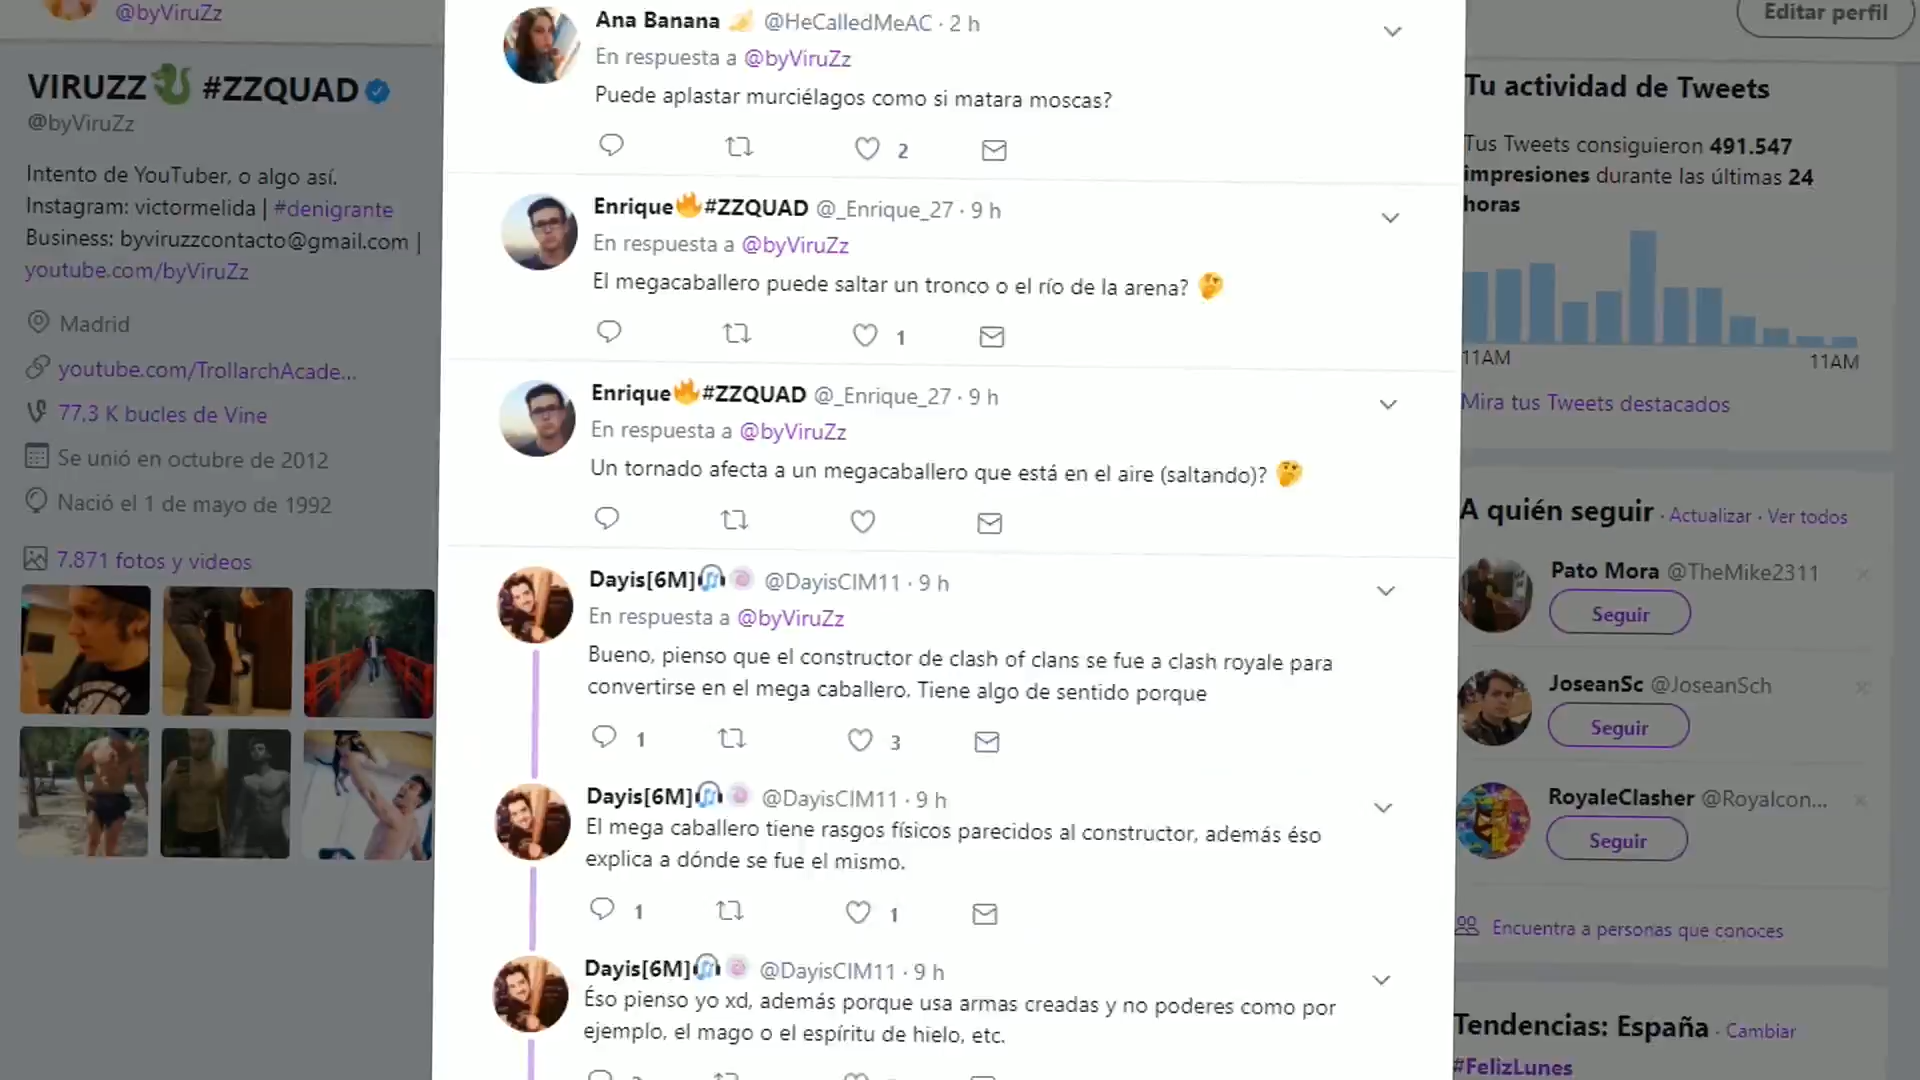 @byViruZz
VIRUZZ🐍 #ZZQUAD
@byViruZz
Intento de YouTuber, o algo así.
Instagram: victormelida | #denigrante
Business: byviruzzcontacto@gmail.com |
youtube.com/byViruZz
Madrid
youtube.com/TrollarchAcade...
77,3 K bucles de Vine
Se unió en octubre de 2012
Nació el 1 de mayo de 1992
7.871 fotos y videos
Ana Banana 🍌 @HeCalledMeAC · 2 h
En respuesta a @byViruZz
Puede aplastar murciélagos como si matara moscas?
2
Enrique🔥#ZZQUAD @_Enrique_27 · 9 h
En respuesta a @byViruZz
El megacaballero puede saltar un tronco o el río de la arena? 🤔
1
Enrique🔥#ZZQUAD @_Enrique_27 · 9 h
En respuesta a @byViruZz
Un tornado afecta a un megacaballero que está en el aire (saltando)? 🤔
Dayis[6M]🎧🌀 @DayisCIM11 · 9 h
En respuesta a @byViruZz
Bueno, pienso que el constructor de clash of clans se fue a clash royale para
convertirse en el mega caballero. Tiene algo de sentido porque
1 3
Dayis[6M]🎧🌀 @DayisCIM11 · 9 h
El mega caballero tiene rasgos físicos parecidos al constructor, además éso
explica a dónde se fue el mismo.
1 1
Dayis[6M]🎧🌀 @DayisCIM11 · 9 h
Éso pienso yo xd, además porque usa armas creadas y no poderes como por
ejemplo, el mago o el espíritu de hielo, etc.
Editar perfil
Tu actividad de Tweets
Tus Tweets consiguieron 491.547
impresiones durante las últimas 24
horas
11AM 11AM
Mira tus Tweets destacados
A quién seguir · Actualizar · Ver todos
Pato Mora @TheMike2311
Seguir
JoseanSc @JoseanSch
Seguir
RoyaleClasher @Royalcon...
Seguir
Encuentra a personas que conoces
Tendencias: España · Cambiar
#FelizLunes